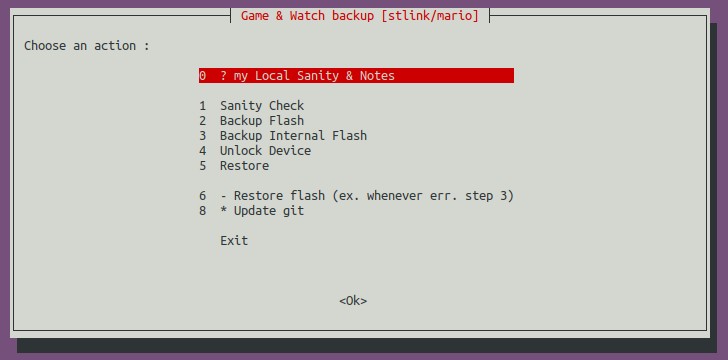 Game & Watch backup [stlink/mario]
Choose an action :
0 ? my Local Sanity & Notes
1 Sanity Check
2 Backup Flash
3 Backup Internal Flash
4 Unlock Device
5 Restore
6 - Restore flash (ex. whenever err. step 3)
8 * Update git
Exit
<Ok>